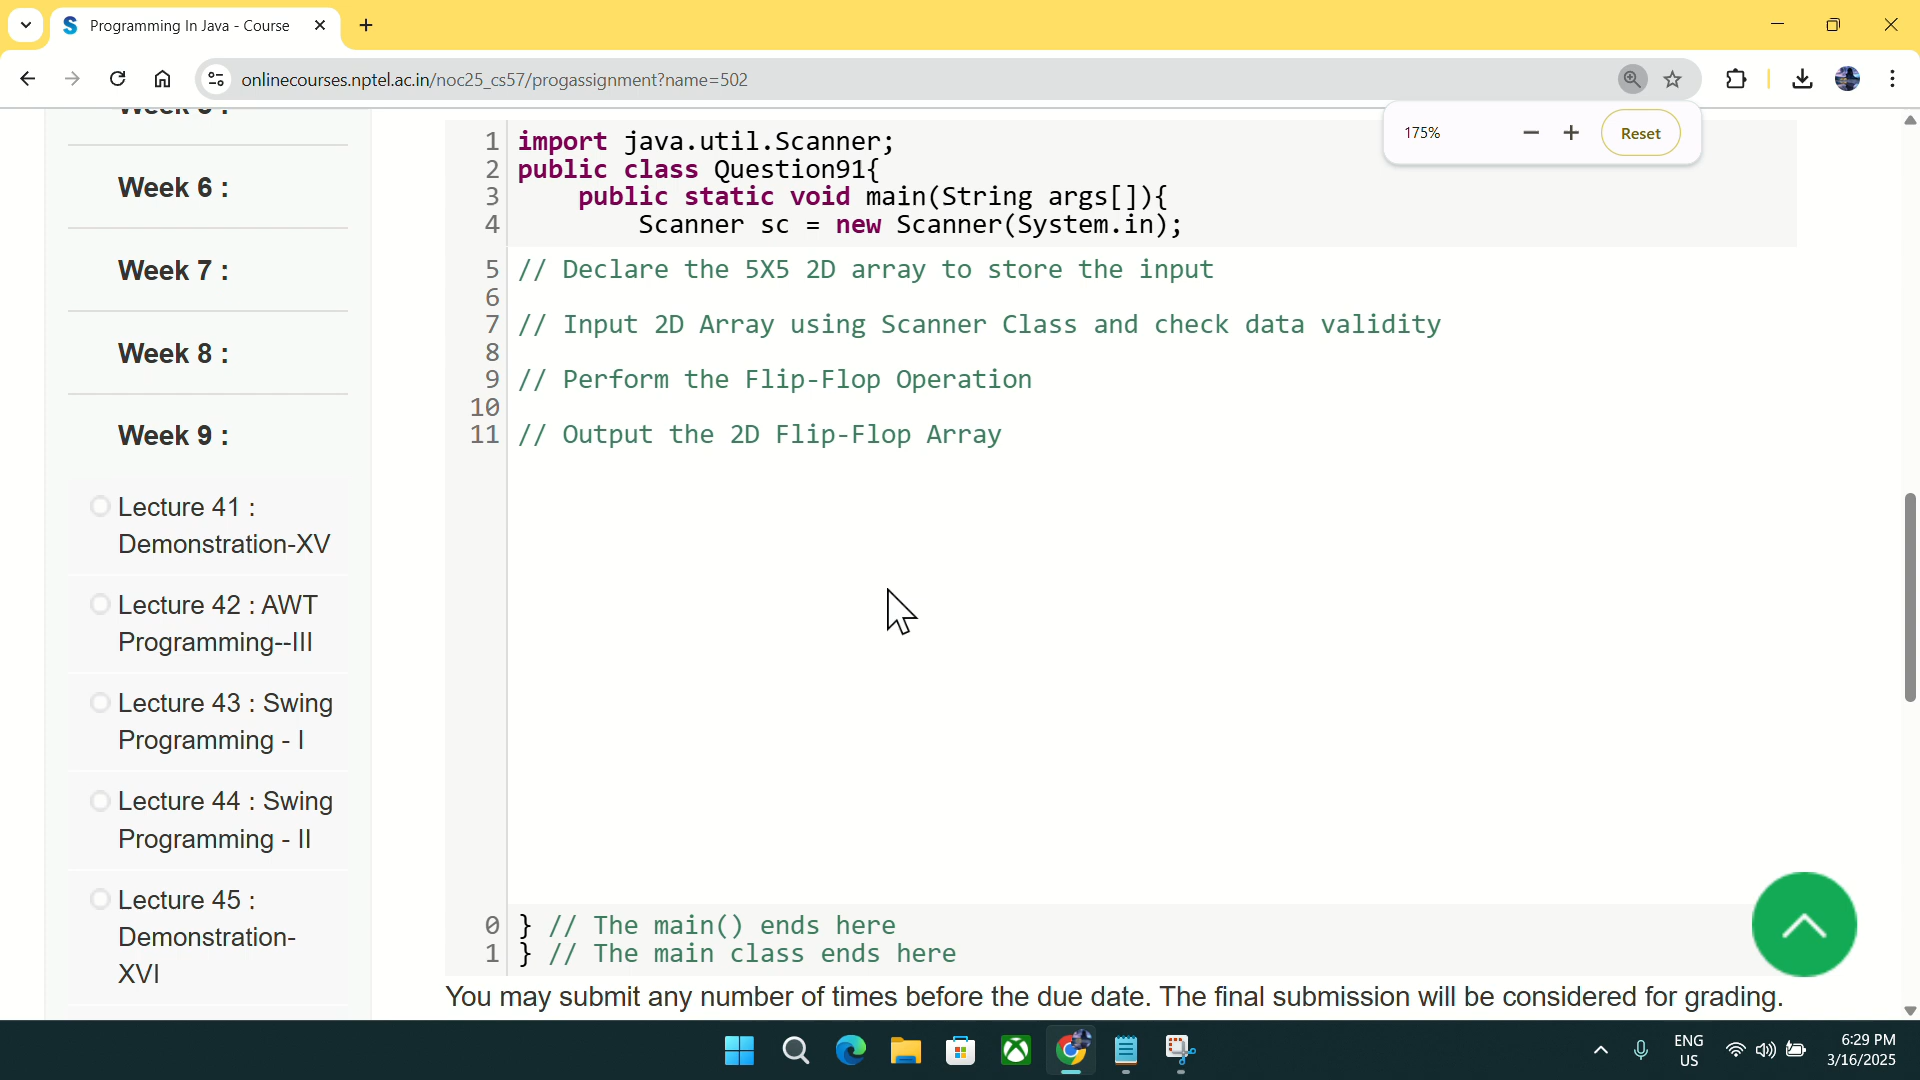 Programming In Java - Course
onlinecourses.nptel.ac.in/noc25_cs57/progassignment?name=502
175%
Reset
Week 6 :
Week 7 :
Week 8 :
Week 9 :
Lecture 41 :
Demonstration-XV
Lecture 42 : AWT
Programming--III
Lecture 43 : Swing
Programming - I
Lecture 44 : Swing
Programming - II
Lecture 45 :
Demonstration-
XVI
1 import java.util.Scanner;
2 public class Question91{
3 public static void main(String args[]){
4 Scanner sc = new Scanner(System.in);
5 // Declare the 5X5 2D array to store the input
6
7 // Input 2D Array using Scanner Class and check data validity
8
9 // Perform the Flip-Flop Operation
10
11 // Output the 2D Flip-Flop Array
0 } // The main() ends here
1 } // The main class ends here
You may submit any number of times before the due date. The final submission will be considered for grading.
ENG
US
6:29 PM
3/16/2025